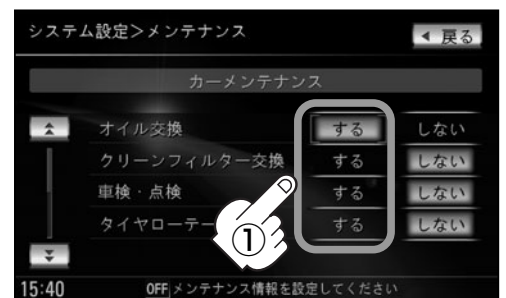 システム設定＞メンテナンス
戻る
カーメンテナンス
オイル交換 する しない
クリーンフィルター交換 する しない
車検・点検 する しない
タイヤローテー する しない
①
15:40 OFF メンテナンス情報を設定してください